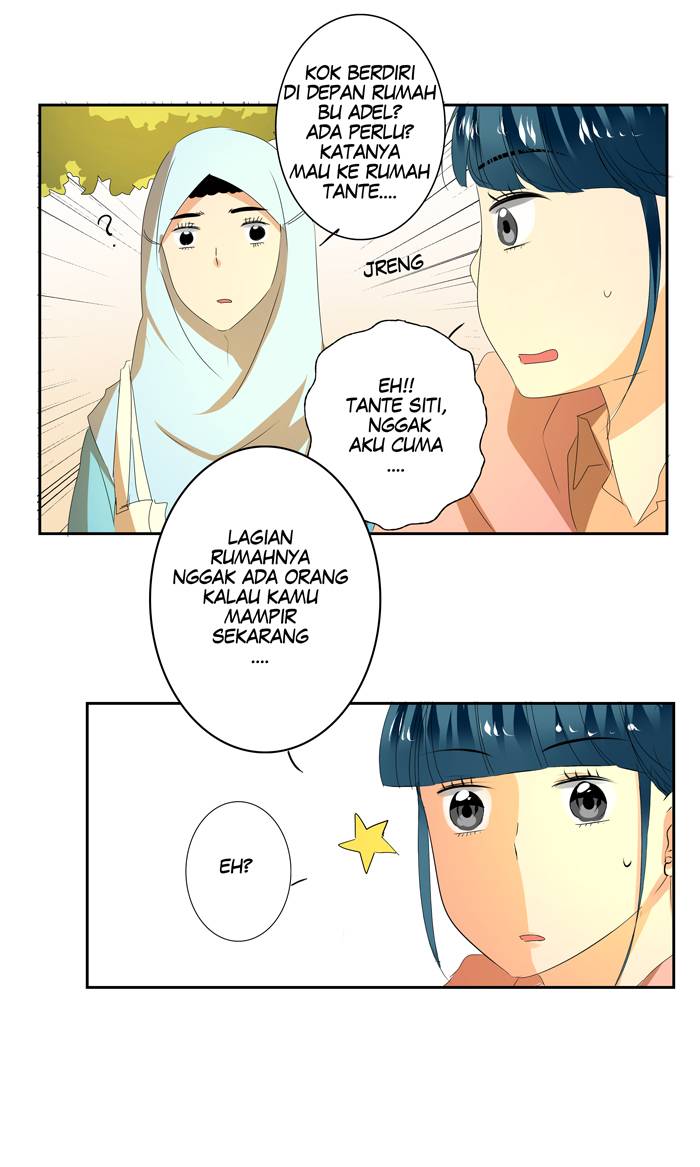 KOK BERDIRI
DI DEPAN RUMAH
BU ADEL?
ADA PERLU?
KATANYA
MAU KE RUMAH
TANTE....
?
JRENG
EH!!
TANTE SITI,
NGGAK
AKU CUMA
....
LAGIAN
RUMAHNYA
NGGAK ADA ORANG
KALAU KAMU
MAMPIR
SEKARANG
....
EH?